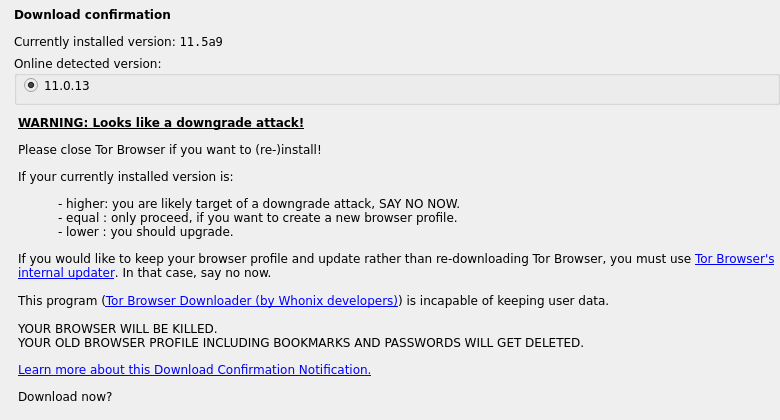 Download confirmation
Currently installed version: 11.5a9
Online detected version:
11.0.13
WARNING: Looks like a downgrade attack!
Please close Tor Browser if you want to (re-)install!
If your currently installed version is:
- higher: you are likely target of a downgrade attack, SAY NO NOW.
- equal : only proceed, if you want to create a new browser profile.
- lower : you should upgrade.
If you would like to keep your browser profile and update rather than re-downloading Tor Browser, you must use Tor Browser's
internal updater. In that case, say no now.
This program (Tor Browser Downloader (by Whonix developers)) is incapable of keeping user data.
YOUR BROWSER WILL BE KILLED.
YOUR OLD BROWSER PROFILE INCLUDING BOOKMARKS AND PASSWORDS WILL GET DELETED.
Learn more about this Download Confirmation Notification.
Download now?